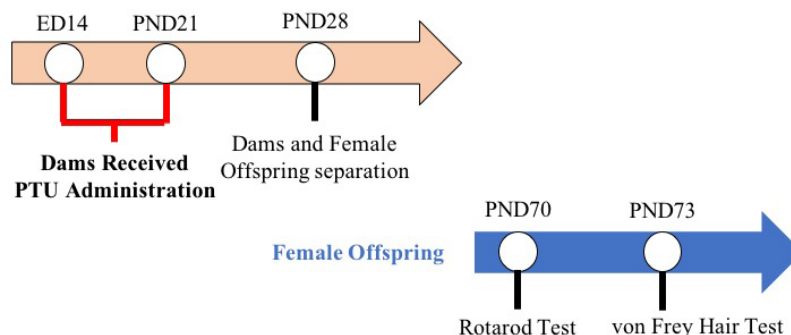 ED14 PND21 PND28
Dams Received
PTU Administration
Dams and Female
Offspring separation
PND70 PND73
Female Offspring
Rotarod Test von Frey Hair Test